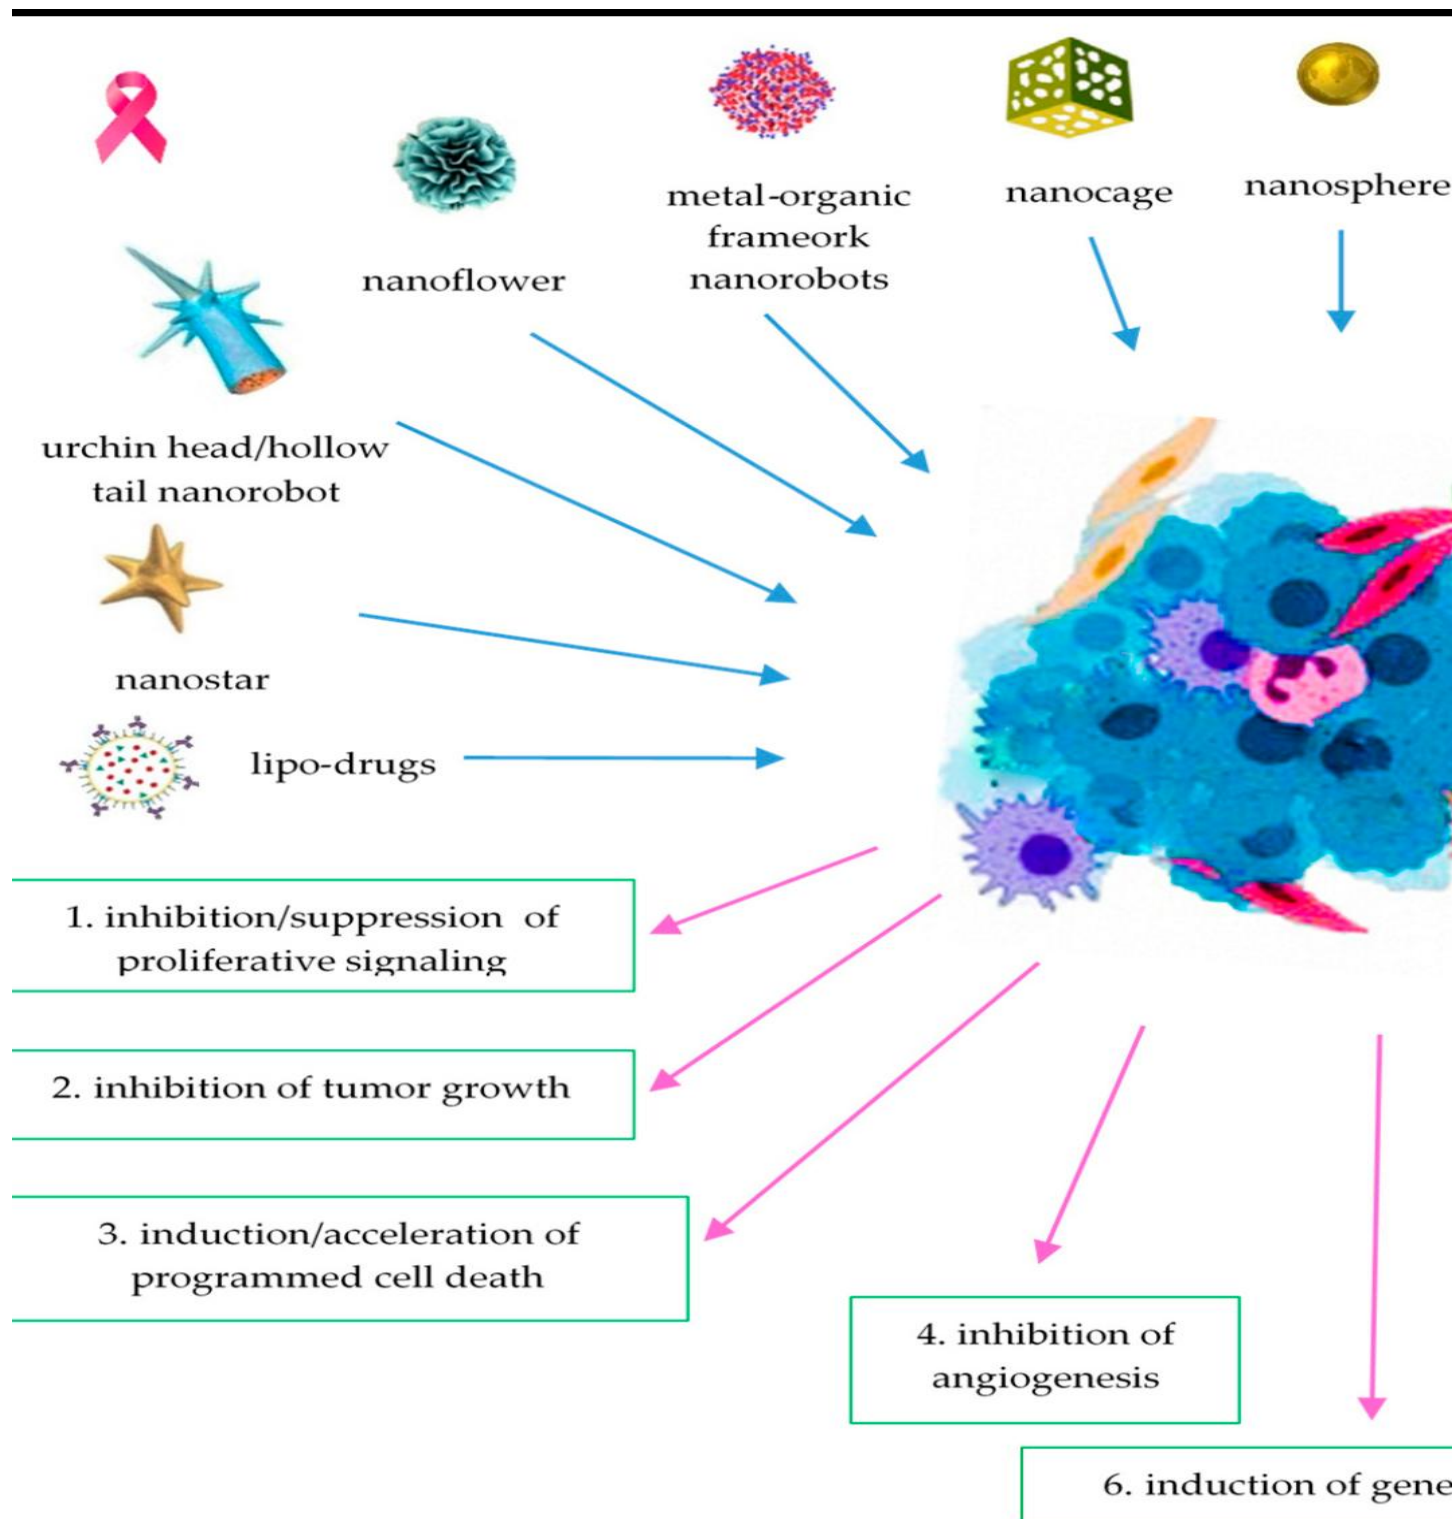 metal-organic
frameork
nanorobots
nanocage
nanosphere
nanoflower
urchin head/hollow
tail nanorobot
nanostar
lipo-drugs
1. inhibition/suppression of
proliferative signaling
2. inhibition of tumor growth
3. induction/acceleration of
programmed cell death
4. inhibition of
angiogenesis
6. induction of gene